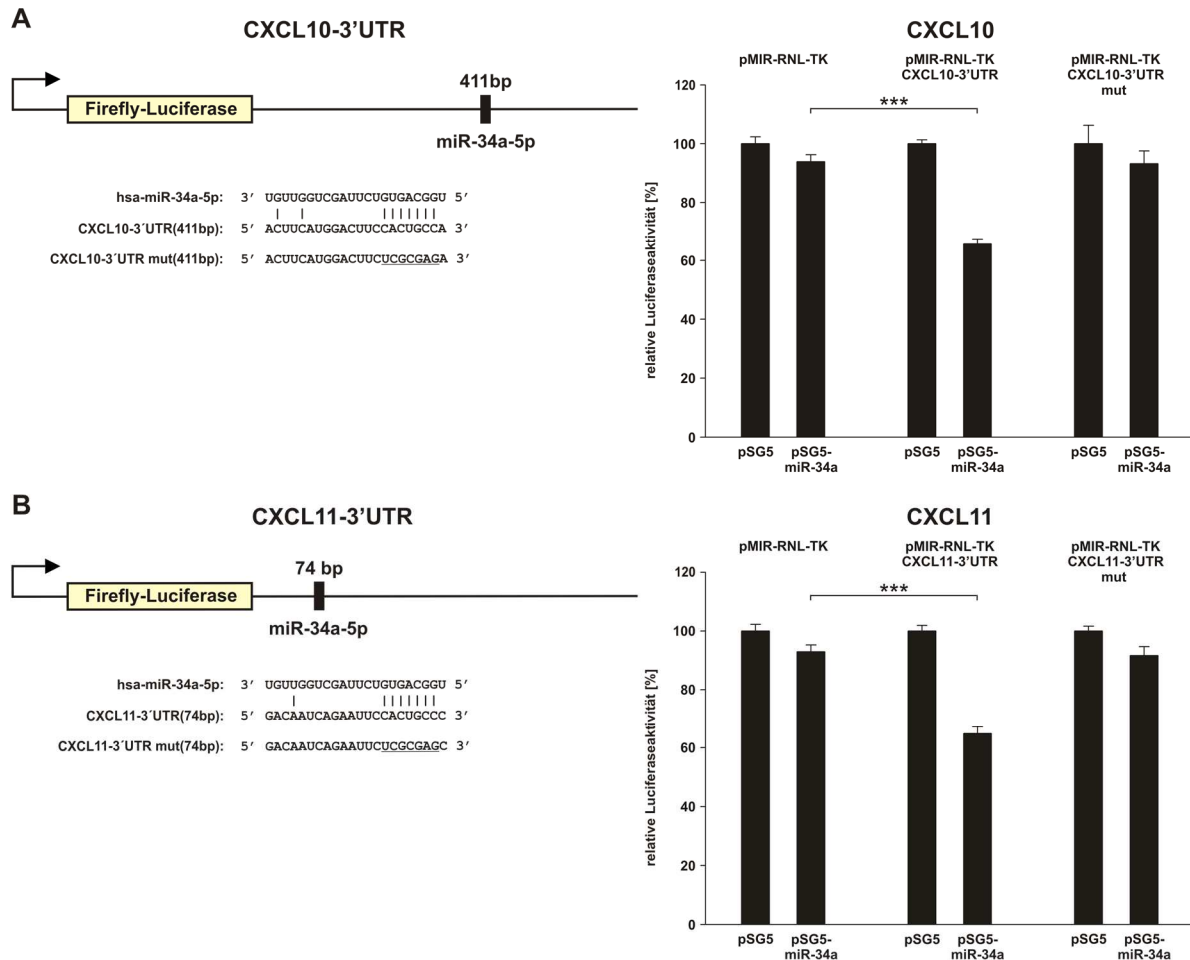 A
CXCL10-3’UTR
411bp
Firefly-Luciferase
miR-34a-5p
hsa-miR-34a-5p: 3′ UGUUGGUCGAUUCUGUGACGGU 5′
CXCL10-3´UTR(411bp): 5′ ACUUCAUGGACUUCCACUGCCA 3′
CXCL10-3´UTR mut(411bp): 5′ ACUUCAUGGACUUCUCGCGAGA 3′
CXCL10
pMIR-RNL-TK
pMIR-RNL-TK
CXCL10-3’UTR
pMIR-RNL-TK
CXCL10-3’UTR
mut
relative Luciferaseaktivität [%]
120
100
80
60
40
20
0
***
pSG5
pSG5-
miR-34a
pSG5
pSG5-
miR-34a
pSG5
pSG5-
miR-34a
B
CXCL11-3’UTR
74 bp
Firefly-Luciferase
miR-34a-5p
hsa-miR-34a-5p: 3′ UGUUGGUCGAUUCUGUGACGGU 5′
CXCL11-3´UTR(74bp): 5′ GACAAUCAGAAUUCCACUGCCC 3′
CXCL11-3´UTR mut(74bp): 5′ GACAAUCAGAAUUCUCGCGAGC 3′
CXCL11
pMIR-RNL-TK
pMIR-RNL-TK
CXCL11-3’UTR
pMIR-RNL-TK
CXCL11-3’UTR
mut
relative Luciferaseaktivität [%]
120
100
80
60
40
20
0
***
pSG5
pSG5-
miR-34a
pSG5
pSG5-
miR-34a
pSG5
pSG5-
miR-34a